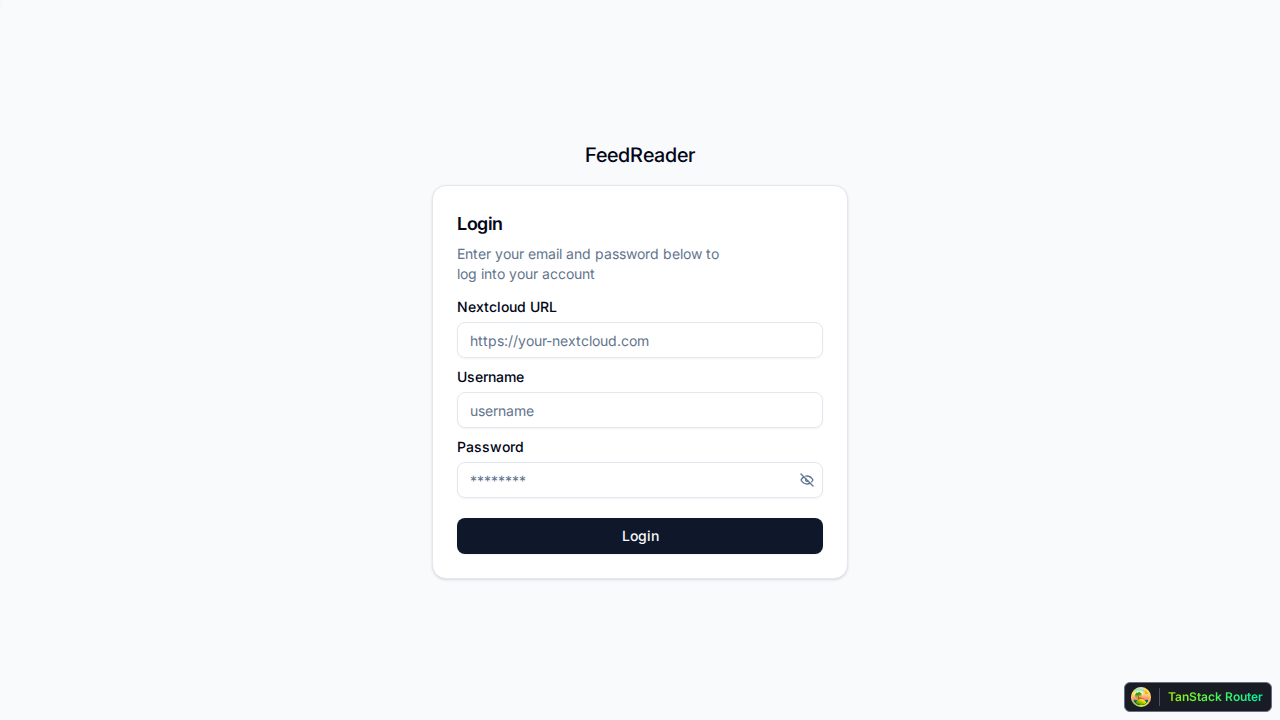 FeedReader
Login
Enter your email and password below to
log into your account
Nextcloud URL
https://your-nextcloud.com
Username
username
Password
********
Login
TanStack Router